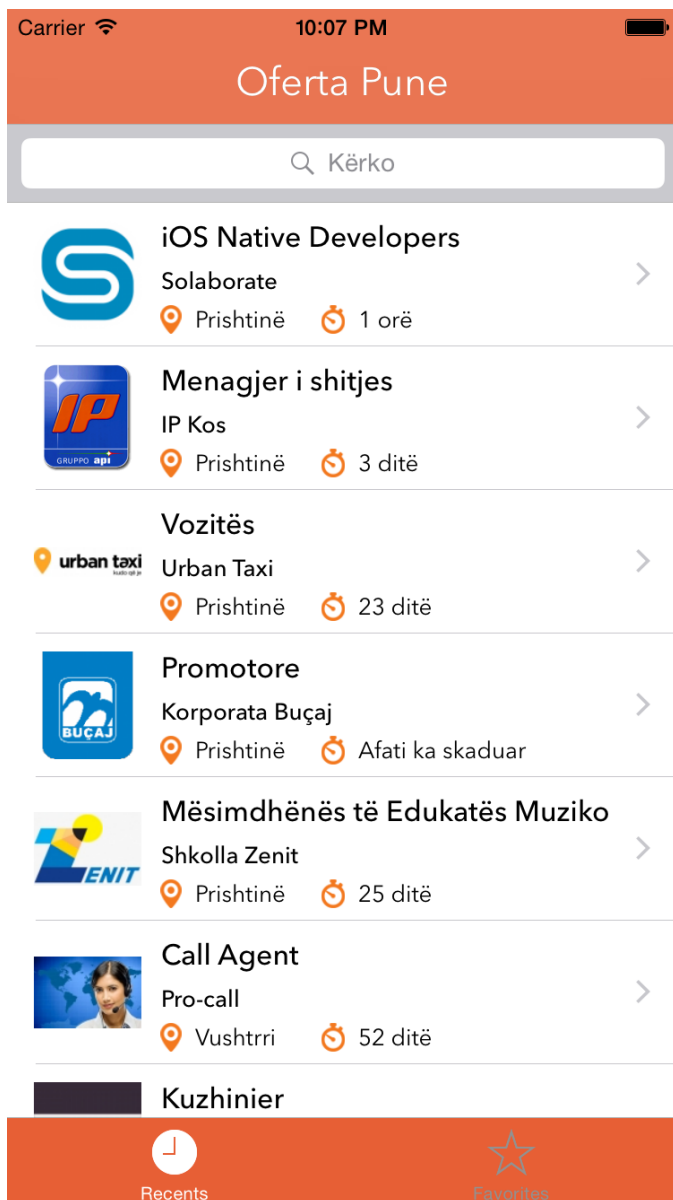 Carrier 10:07 PM
Oferta Pune
Kërko
iOS Native Developers
Solaborate
Prishtinë 1 orë
IP
GRUPPO api
Menagjer i shitjes
IP Kos
Prishtinë 3 ditë
urban taxi
Vozitës
Urban Taxi
Prishtinë 23 ditë
BUÇAJ
Promotore
Korporata Buçaj
Prishtinë Afati ka skaduar
ZENIT
Mësimdhënës të Edukatës Muziko
Shkolla Zenit
Prishtinë 25 ditë
Call Agent
Pro-call
Vushtrri 52 ditë
Kuzhinier
Recents Favorites